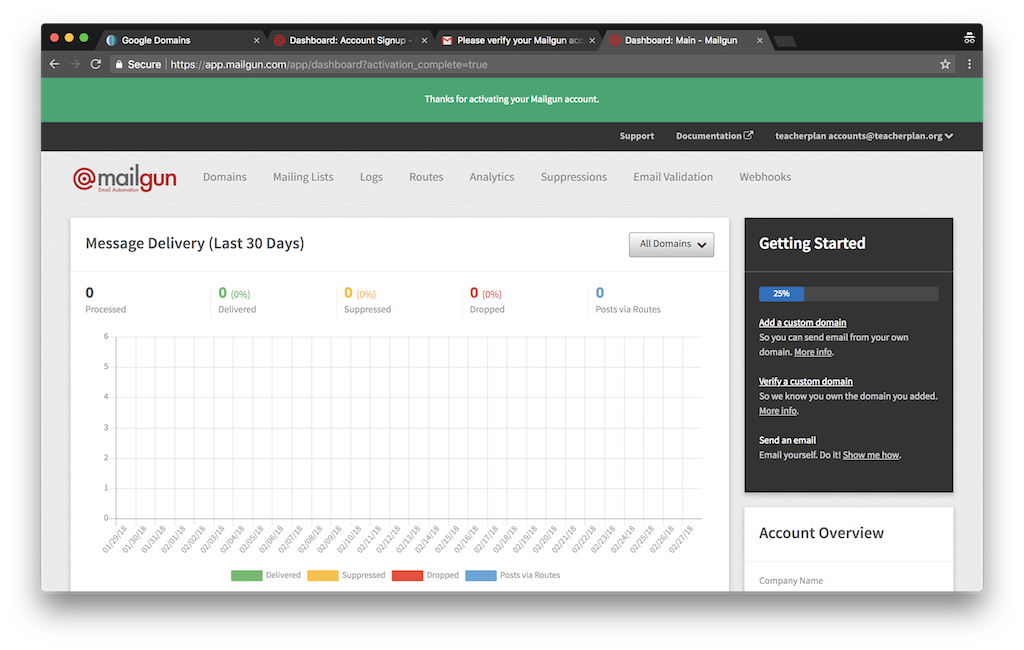 Google Domains
Dashboard: Account Signup -
Please verify your Mailgun acc
Dashboard: Main - Mailgun
Secure https://app.mailgun.com/app/dashboard?activation_complete=true
Thanks for activating your Mailgun account.
Support Documentation teacherplan accounts@teacherplan.org
@mailgun
Email Automation
Domains Mailing Lists Logs Routes Analytics Suppressions Email Validation Webhooks
Message Delivery (Last 30 Days)
All Domains
0
Processed
0 (0%)
Delivered
0 (0%)
Suppressed
0 (0%)
Dropped
0
Posts via Routes
6
5
4
3
2
1
0
01/29/18 01/30/18 01/31/18 02/01/18 02/02/18 02/03/18 02/04/18 02/05/18 02/06/18 02/07/18 02/08/18 02/09/18 02/10/18 02/11/18 02/12/18 02/13/18 02/14/18 02/15/18 02/16/18 02/17/18 02/18/18 02/19/18 02/20/18 02/21/18 02/22/18 02/23/18 02/24/18 02/25/18 02/26/18 02/27/18
Delivered Suppressed Dropped Posts via Routes
Getting Started
25%
Add a custom domain
So you can send email from your own
domain. More info.
Verify a custom domain
So we know you own the domain you added.
More info.
Send an email
Email yourself. Do it! Show me how.
Account Overview
Company Name